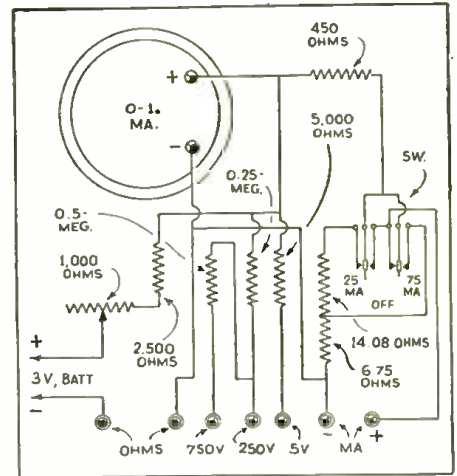 450
OHMS
+
0-1.
MA.
-
5,000
OHMS
SW.
0.25-
MEG.
0.5-
MEG.
1,000
OHMS
25
MA
75
MA
OFF
+
2,500
OHMS
14.08 OHMS
6.75
OHMS
3V, BATT
-
OHMS
750V
250V
5V
-
MA
+